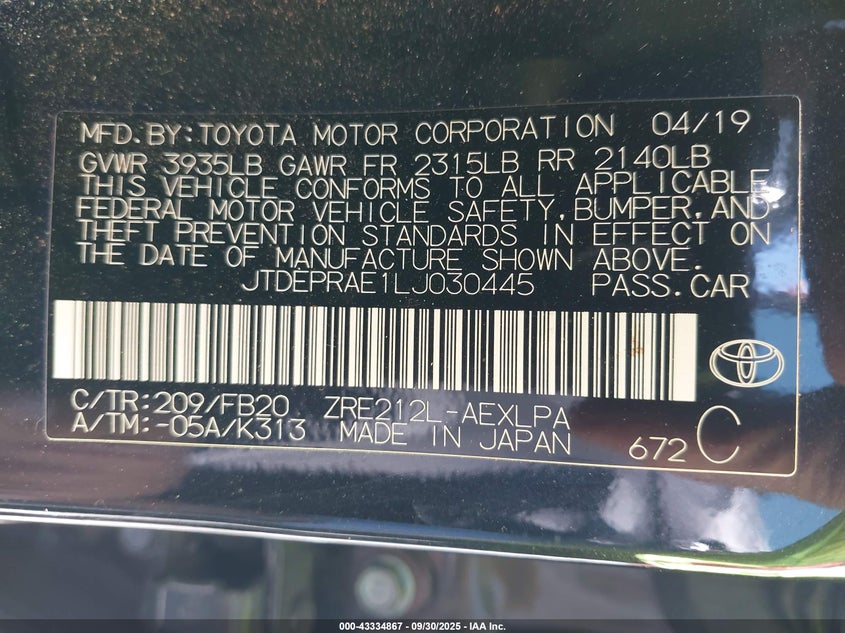 MFD.BY:TOYOTA MOTOR CORPORATION 04/19
GVWR 3935LB GAWR FR 2315LB RR 2140LB
THIS VEHICLE CONFORMS TO ALL APPLICABLE
FEDERAL MOTOR VEHICLE SAFETY,BUMPER,AND
THEFT PREVENTION STANDARDS IN EFFECT ON
THE DATE OF MANUFACTURE SHOWN ABOVE.
JTDEPRAE1LJ030445 PASS.CAR
C/TR:209/FB20 ZRE212L-AEXLPA
A/TM:-05A/K313 MADE IN JAPAN 672 C
000-43334867 - 09/30/2025 - IAA Inc.